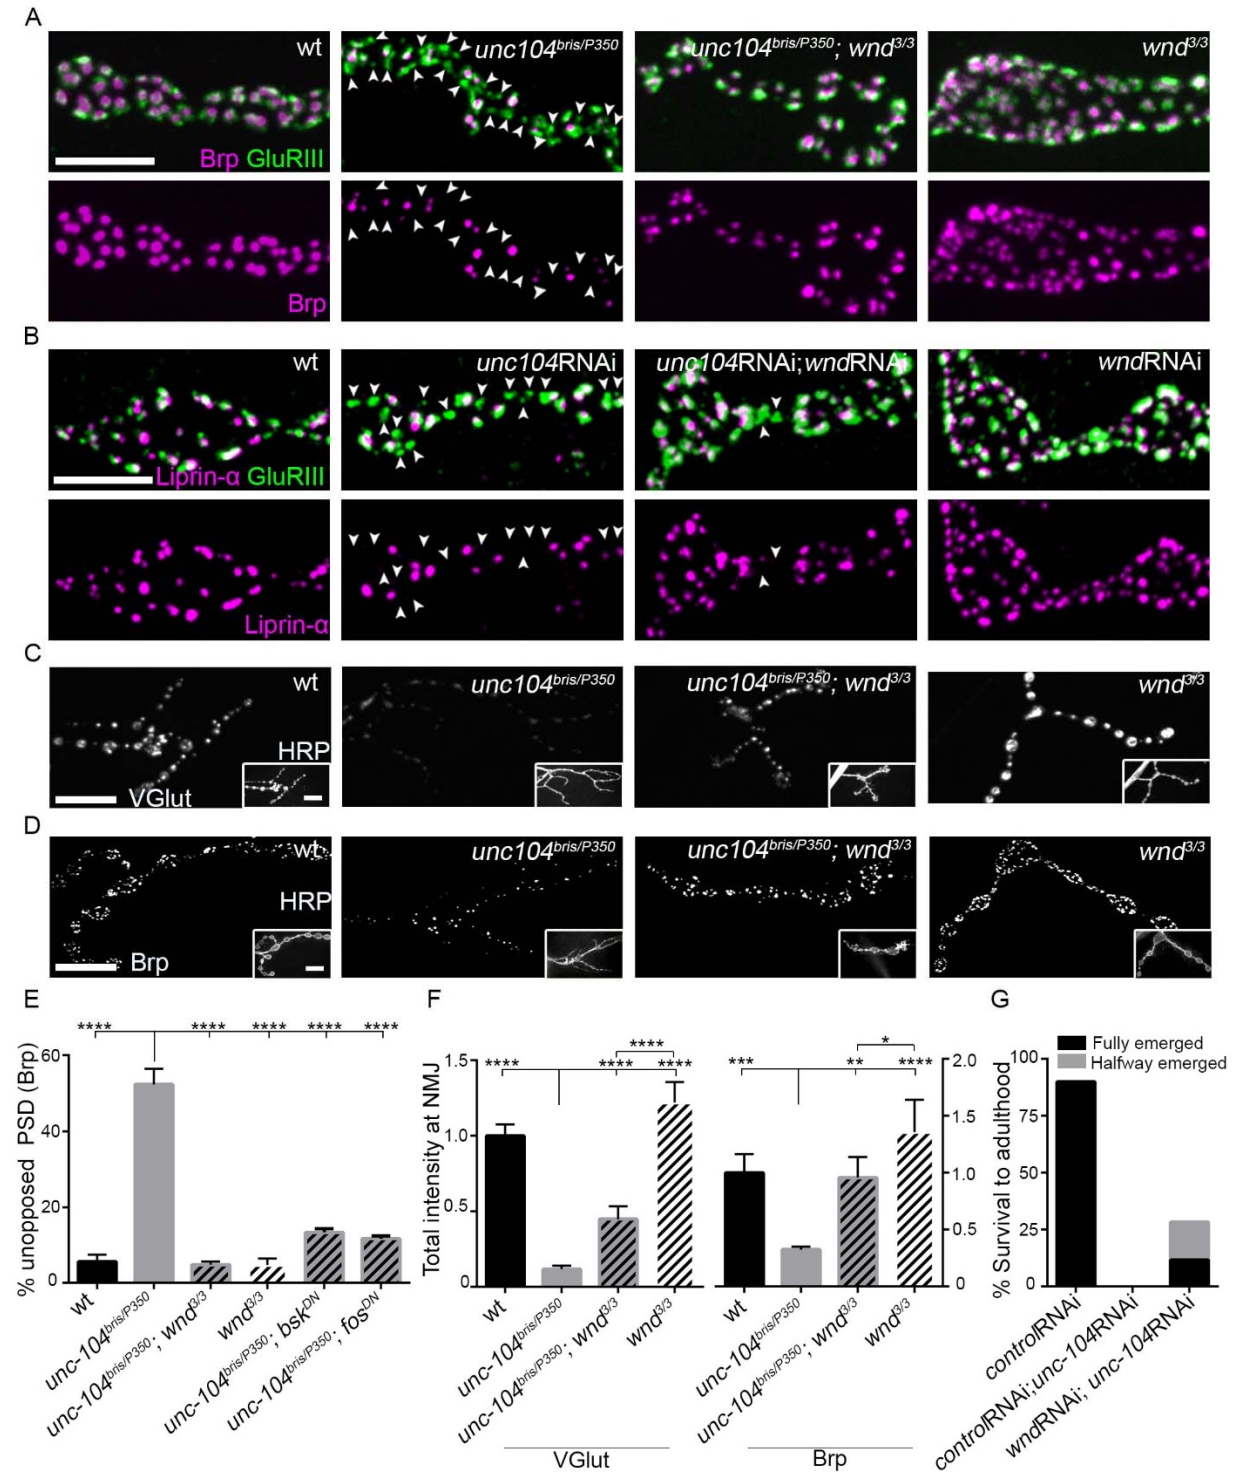 A
wt
unc104bris/P350
unc104bris/P350; wnd3/3
wnd3/3
Brp GluRIII
Brp
B
wt
unc104RNAi
unc104RNAi;wndRNAi
wndRNAi
Liprin-α GluRIII
Liprin-α
C
wt
unc104bris/P350
unc104bris/P350; wnd3/3
wnd3/3
HRP
VGlut
D
wt
unc104bris/P350
unc104bris/P350; wnd3/3
wnd3/3
HRP
Brp
E
% unopposed PSD (Brp)
60
40
20
0
****
****
****
****
****
wt
unc-104bris/P350
unc-104bris/P350; wnd3/3
wnd3/3
unc-104bris/P350; bskDN
unc-104bris/P350; fosDN
F
Total intensity at NMJ
1.5
1.0
0.5
0
****
****
****
****
wt
unc-104bris/P350
unc-104bris/P350; wnd3/3
wnd3/3
VGlut
*
***
**
****
2.0
1.5
1.0
0.5
0
wt
unc-104bris/P350
unc-104bris/P350; wnd3/3
wnd3/3
Brp
G
Fully emerged
Halfway emerged
% Survival to adulthood
100
75
50
25
0
controlRNAi
controlRNAi;unc-104RNAi
wndRNAi; unc-104RNAi